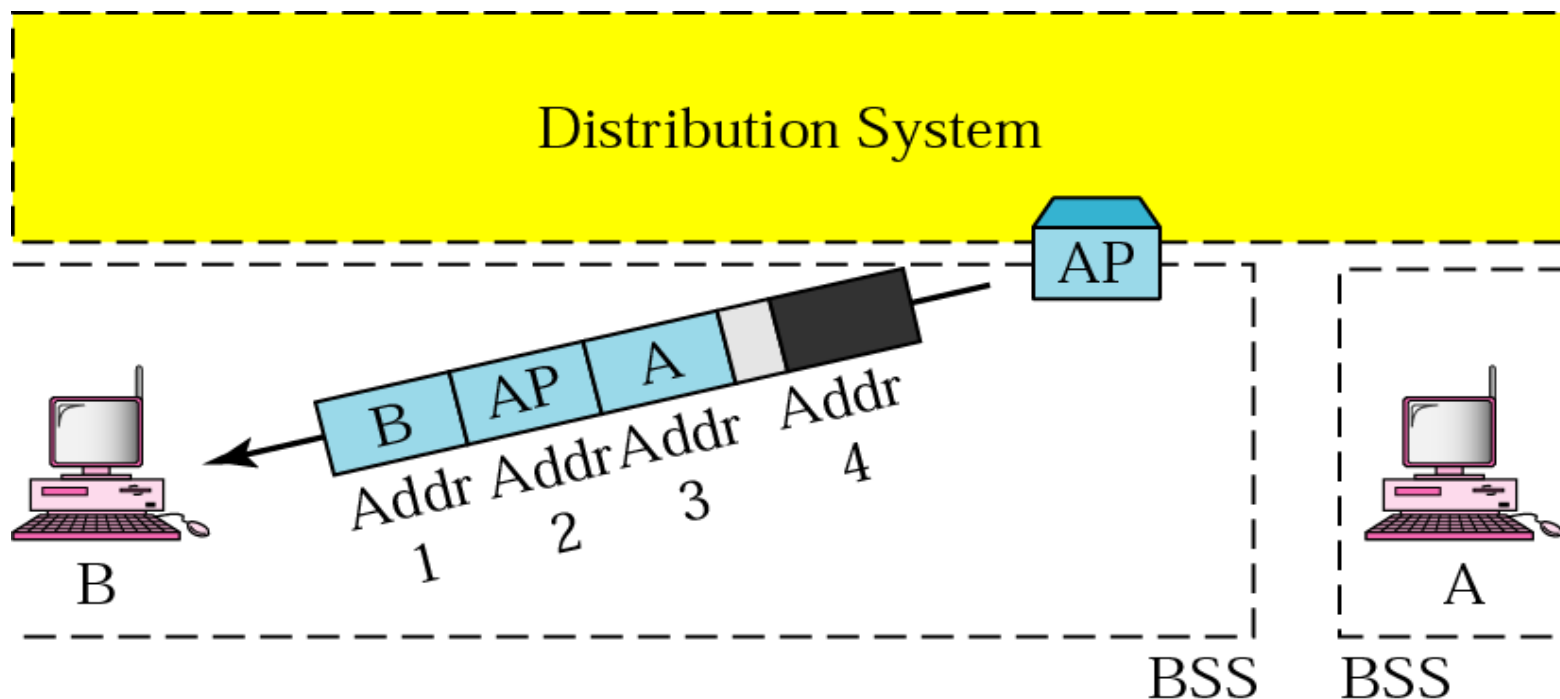 Distribution System
AP
B AP A
Addr 1
Addr 2
Addr 3
Addr 4
B
A
BSS
BSS